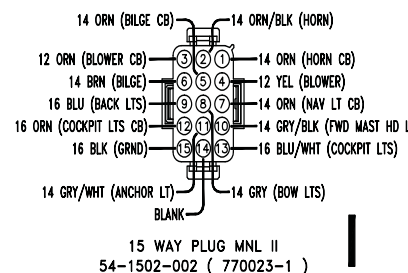 14 ORN (BILGE CB) 14 ORN/BLK (HORN)
12 ORN (BLOWER CB) 3 2 1 14 ORN (HORN CB)
14 BRN (BILGE) 6 5 4 12 YEL (BLOWER)
16 BLU (BACK LTS) 9 8 7 14 ORN (NAV LT CB)
16 ORN (COCKPIT LTS CB) 12 11 10 14 GRY/BLK (FWD MAST HD L
16 BLK (GRND) 15 14 13 16 BLU/WHT (COCKPIT LTS)
14 GRY/WHT (ANCHOR LT) 14 GRY (BOW LTS)
BLANK
15 WAY PLUG MNL II
54-1502-002 ( 770023-1 )